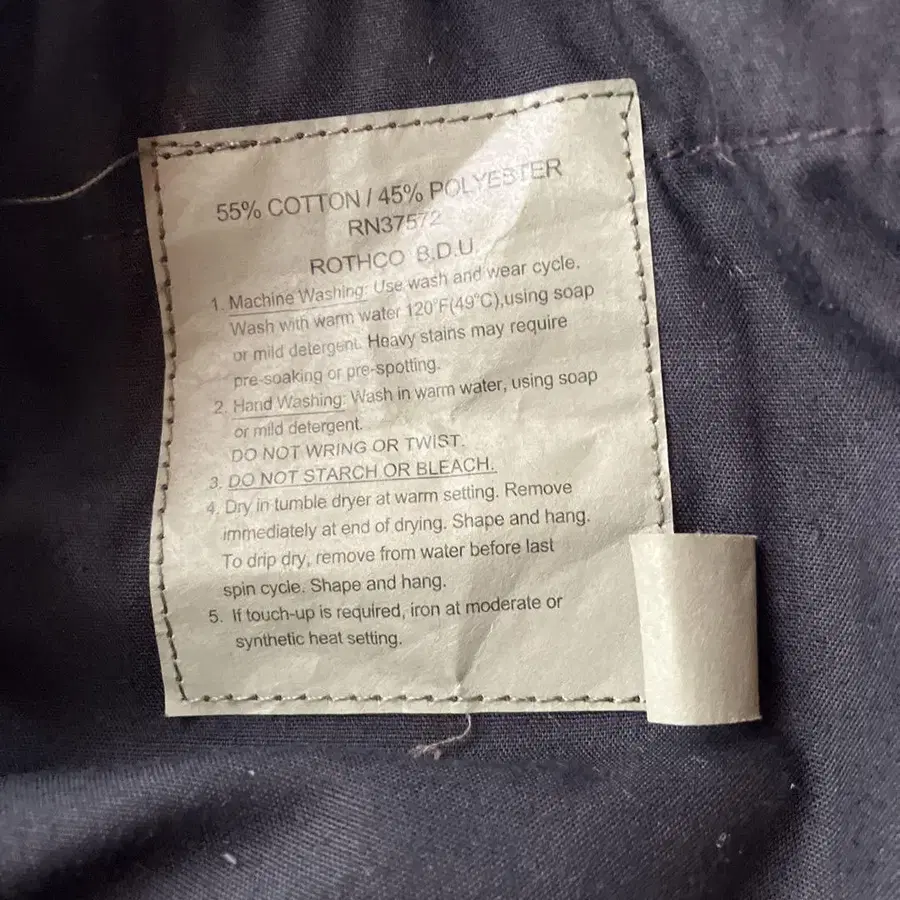 55% COTTON / 45% POLYESTER
RN37572
ROTHCO B.D.U.
1. Machine Washing: Use wash and wear cycle.
Wash with warm water 120°F(49°C),using soap
or mild detergent. Heavy stains may require
pre-soaking or pre-spotting.
2. Hand Washing: Wash in warm water, using soap
or mild detergent.
DO NOT WRING OR TWIST.
3. DO NOT STARCH OR BLEACH.
4. Dry in tumble dryer at warm setting. Remove
immediately at end of drying. Shape and hang.
To drip dry, remove from water before last
spin cycle. Shape and hang.
5. If touch-up is required, iron at moderate or
synthetic heat setting.